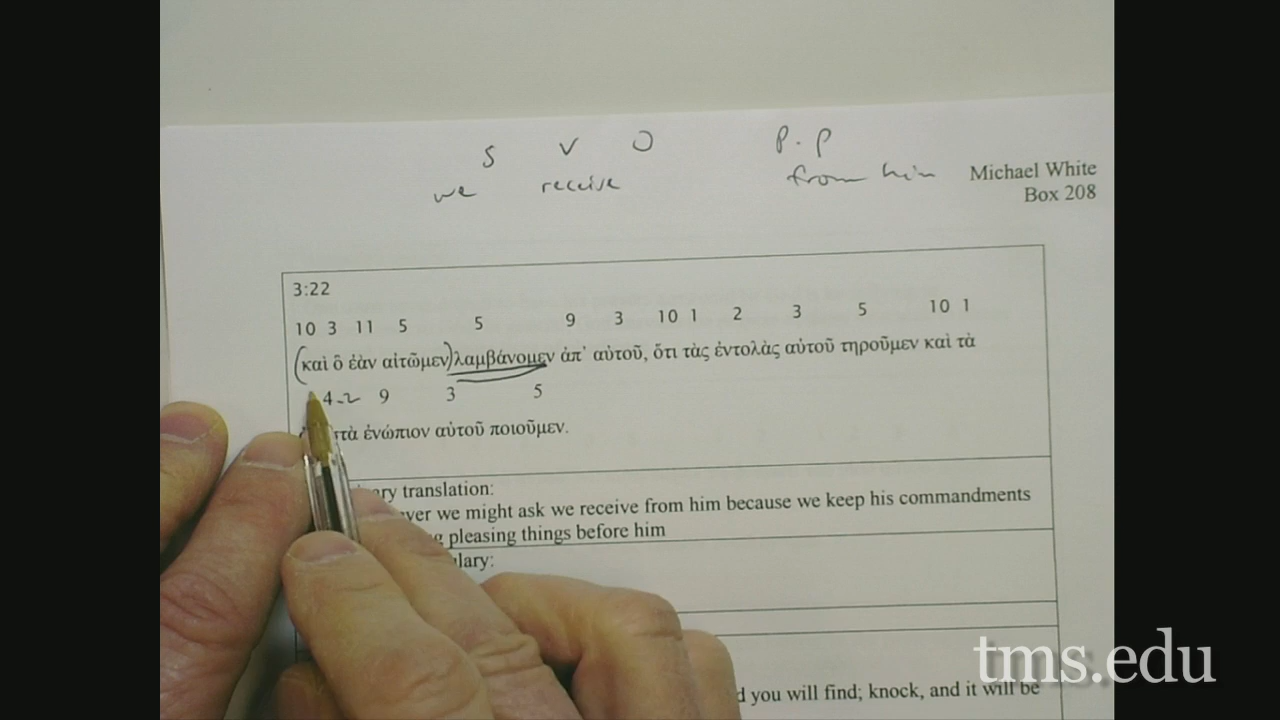 S V O P.P
we receive from him
Michael White
Box 208
3:22
10 3 11 5 5 9 3 10 1 2 3 5 10 1
(καὶ ὃ ἐὰν αἰτῶμεν) λαμβάνομεν ἀπ' αὐτοῦ, ὅτι τὰς ἐντολὰς αὐτοῦ τηροῦμεν καὶ τὰ
4-2 9 3 5
ἐνώπιον αὐτοῦ ποιοῦμεν.
translation:
we might ask we receive from him because we keep his commandments
pleasing things before him
you will find; knock, and it will be
tms.edu